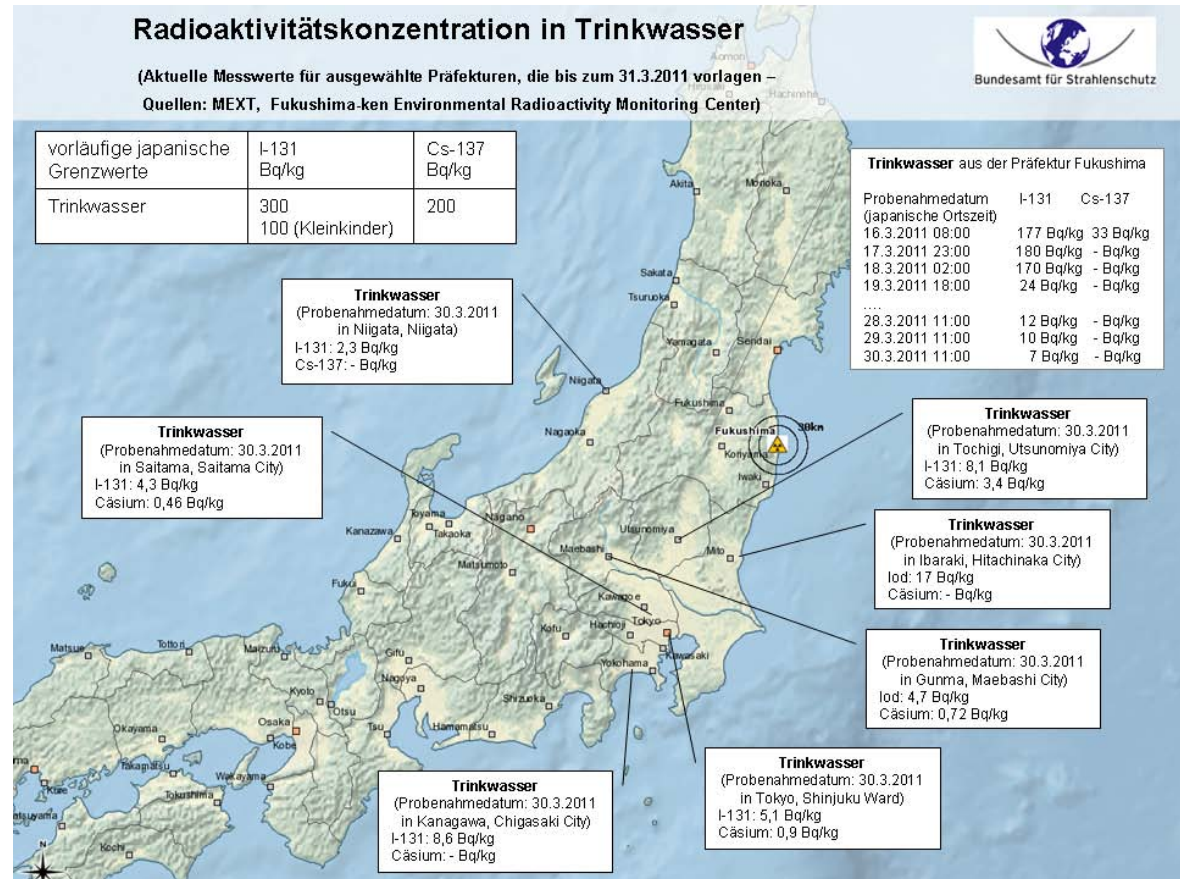 Radioaktivitätskonzentration in Trinkwasser
(Aktuelle Messwerte für ausgewählte Präfekturen, die bis zum 31.3.2011 vorlagen –
Quellen: MEXT, Fukushima-ken Environmental Radioactivity Monitoring Center)
Bundesamt für Strahlenschutz
vorläufige japanische Grenzwerte
I-131 Bq/kg
Cs-137 Bq/kg
Trinkwasser
300
100 (Kleinkinder)
200
Trinkwasser aus der Präfektur Fukushima
Probenahmedatum I-131 Cs-137
(japanische Ortszeit)
16.3.2011 08:00 177 Bq/kg 33 Bq/kg
17.3.2011 23:00 180 Bq/kg - Bq/kg
18.3.2011 02:00 170 Bq/kg - Bq/kg
19.3.2011 18:00 24 Bq/kg - Bq/kg
....
28.3.2011 11:00 12 Bq/kg - Bq/kg
29.3.2011 11:00 10 Bq/kg - Bq/kg
30.3.2011 11:00 7 Bq/kg - Bq/kg
Trinkwasser
(Probenahmedatum: 30.3.2011
in Niigata, Niigata)
I-131: 2,3 Bq/kg
Cs-137: - Bq/kg
Trinkwasser
(Probenahmedatum: 30.3.2011
in Saitama, Saitama City)
I-131: 4,3 Bq/kg
Cäsium: 0,46 Bq/kg
Trinkwasser
(Probenahmedatum: 30.3.2011
in Tochigi, Utsunomiya City)
I-131: 8,1 Bq/kg
Cäsium: 3,4 Bq/kg
Trinkwasser
(Probenahmedatum: 30.3.2011
in Ibaraki, Hitachinaka City)
Iod: 17 Bq/kg
Cäsium: - Bq/kg
Trinkwasser
(Probenahmedatum: 30.3.2011
in Gunma, Maebashi City)
Iod: 4,7 Bq/kg
Cäsium: 0,72 Bq/kg
Trinkwasser
(Probenahmedatum: 30.3.2011
in Tokyo, Shinjuku Ward)
I-131: 5,1 Bq/kg
Cäsium: 0,9 Bq/kg
Trinkwasser
(Probenahmedatum: 30.3.2011
in Kanagawa, Chigasaki City)
I-131: 8,6 Bq/kg
Cäsium: - Bq/kg
Aomori
Hachinohe
Akita
Morioka
Sakata
Tsuruoka
Yamagata
Sendai
Niigata
Fukushima
Nagaoka
Fukushima
30km
Koriyama
Iwaki
Toyama
Takaoka
Nagano
Kanazawa
Utsunomiya
Maebashi
Mito
Matsumoto
Fukui
Kawagoe
Kofu
Hachioji
Tokyo
Kawasaki
Yokohama
Matsue
Tottori
Maizuru
Gifu
Nagoya
Kyoto
Otsu
Shizuoka
Okayama
Osaka
Kobe
Tsu
Hamamatsu
Takamatsu
Wakayama
Kure
Tokushima
Kochi
N